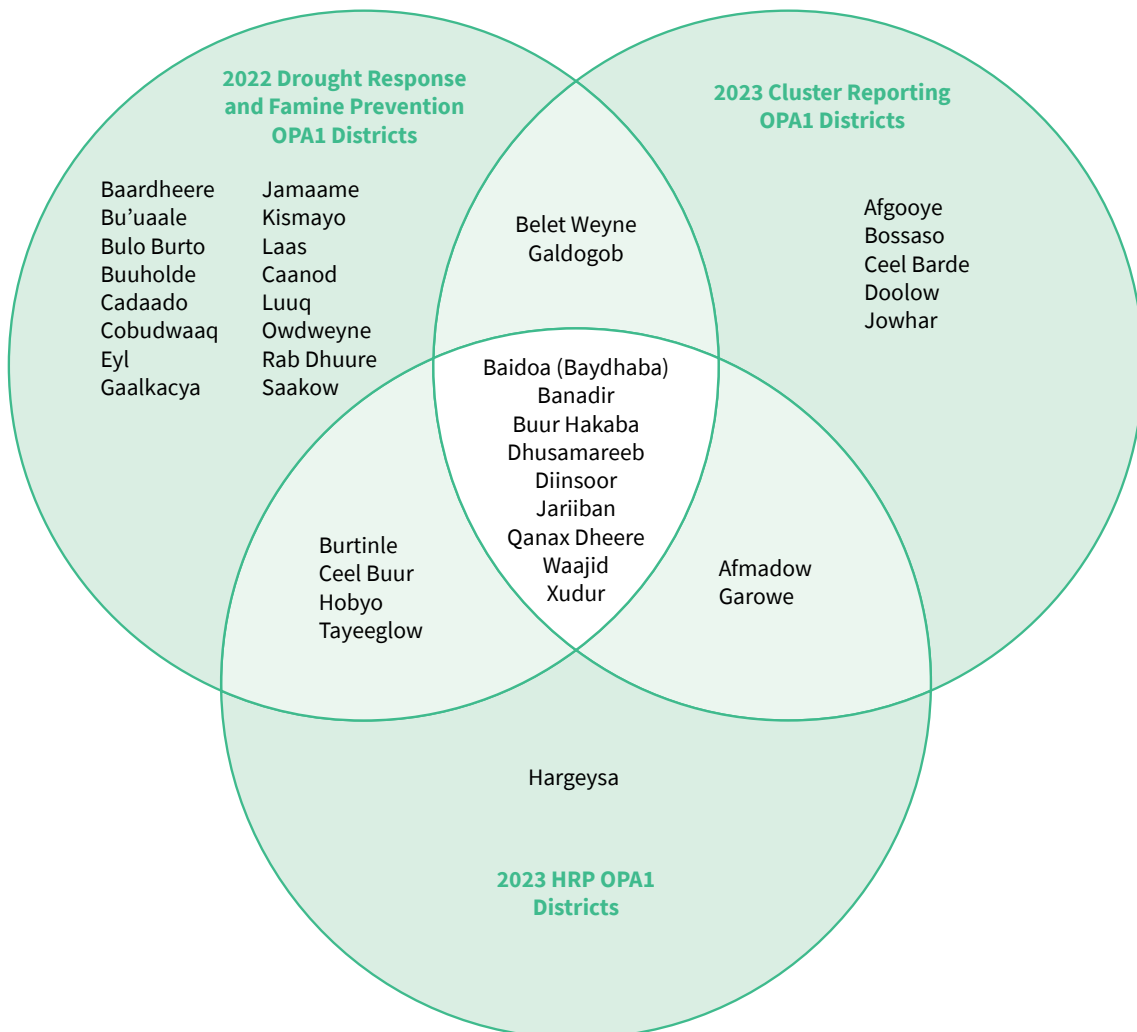 2022 Drought Response
and Famine Prevention
OPA1 Districts
Baardheere
Bu’uaale
Bulo Burto
Buuholde
Cadaado
Cobudwaaq
Eyl
Gaalkacya
Jamaame
Kismayo
Laas
Caanod
Luuq
Owdweyne
Rab Dhuure
Saakow
Belet Weyne
Galdogob
2023 Cluster Reporting
OPA1 Districts
Afgooye
Bossaso
Ceel Barde
Doolow
Jowhar
Baidoa (Baydhaba)
Banadir
Buur Hakaba
Dhusamareeb
Diinsoor
Jariiban
Qanax Dheere
Waajid
Xudur
Burtinle
Ceel Buur
Hobyo
Tayeeglow
Afmadow
Garowe
Hargeysa
2023 HRP OPA1
Districts